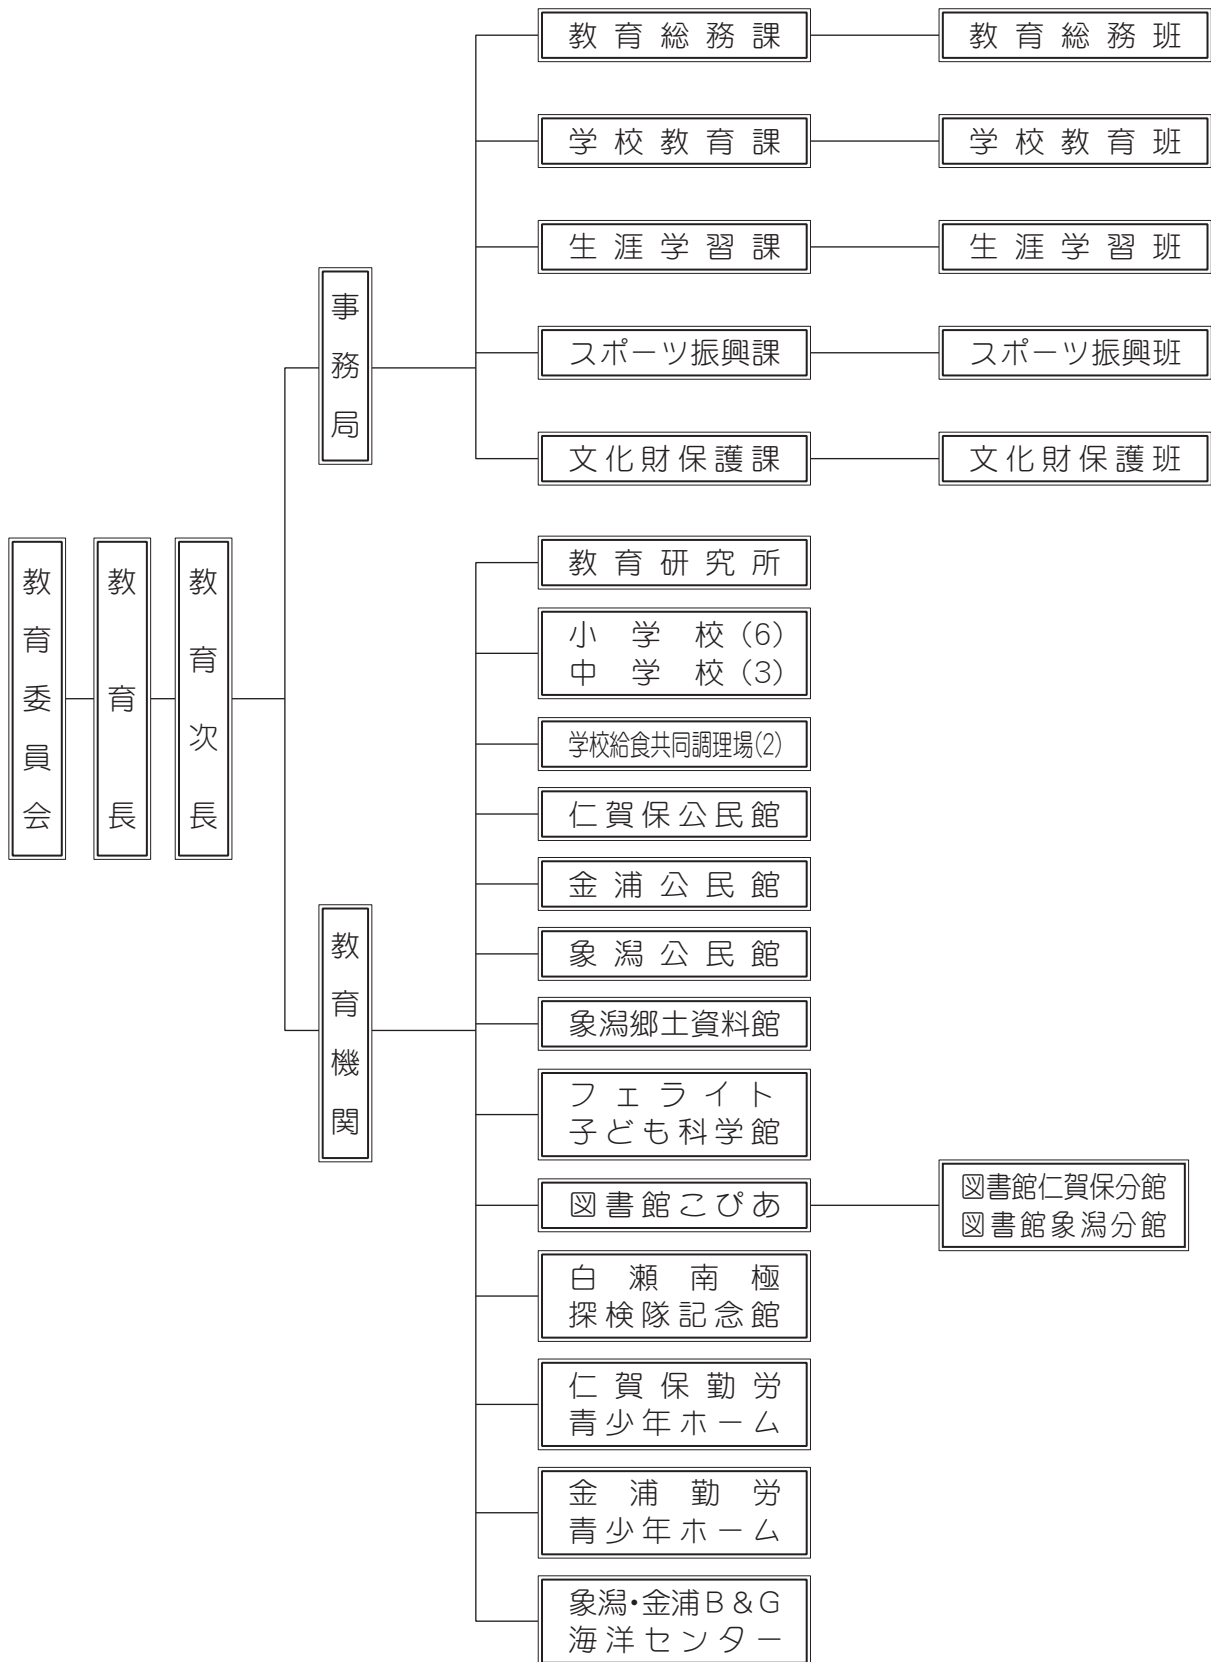 教育総務課
教育総務班
学校教育課
学校教育班
生涯学習課
生涯学習班
事務局
スポーツ振興課
スポーツ振興班
文化財保護課
文化財保護班
教育委員会
教育長
教育次長
教育研究所
小学校(6)
中学校(3)
学校給食共同調理場(2)
仁賀保公民館
金浦公民館
象潟公民館
教育機関
象潟郷土資料館
フェライト
子ども科学館
図書館こぴあ
図書館仁賀保分館
図書館象潟分館
白瀬南極
探検隊記念館
仁賀保勤労
青少年ホーム
金浦勤労
青少年ホーム
象潟・金浦B&G
海洋センター